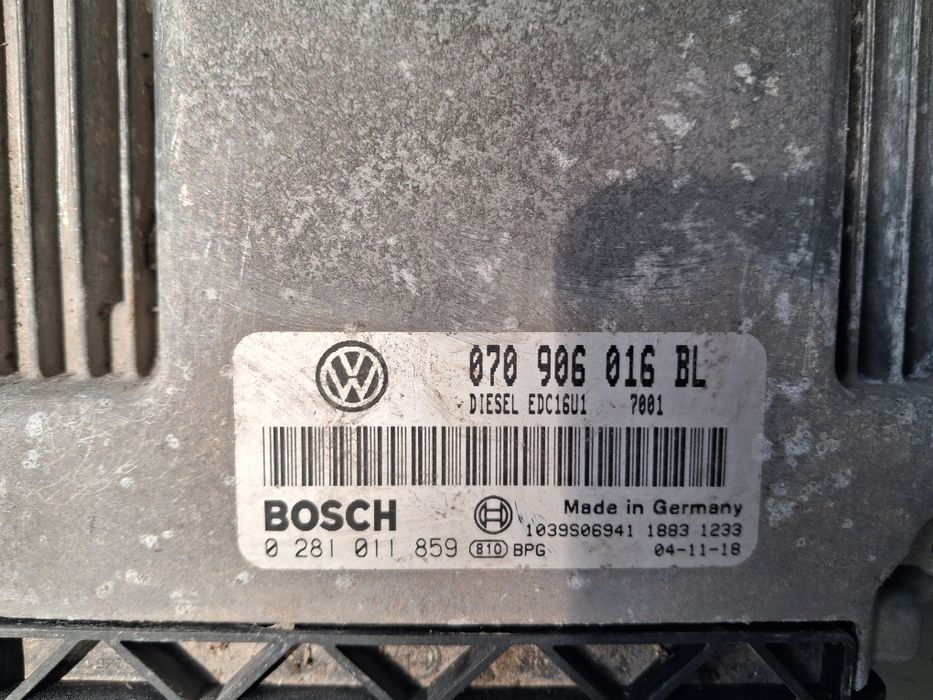 070 906 016 BL
DIESEL EDC16U1 7001
BOSCH
Made in Germany
1039S06941 1883 1233
0 281 011 859 810 BPG 04-11-18